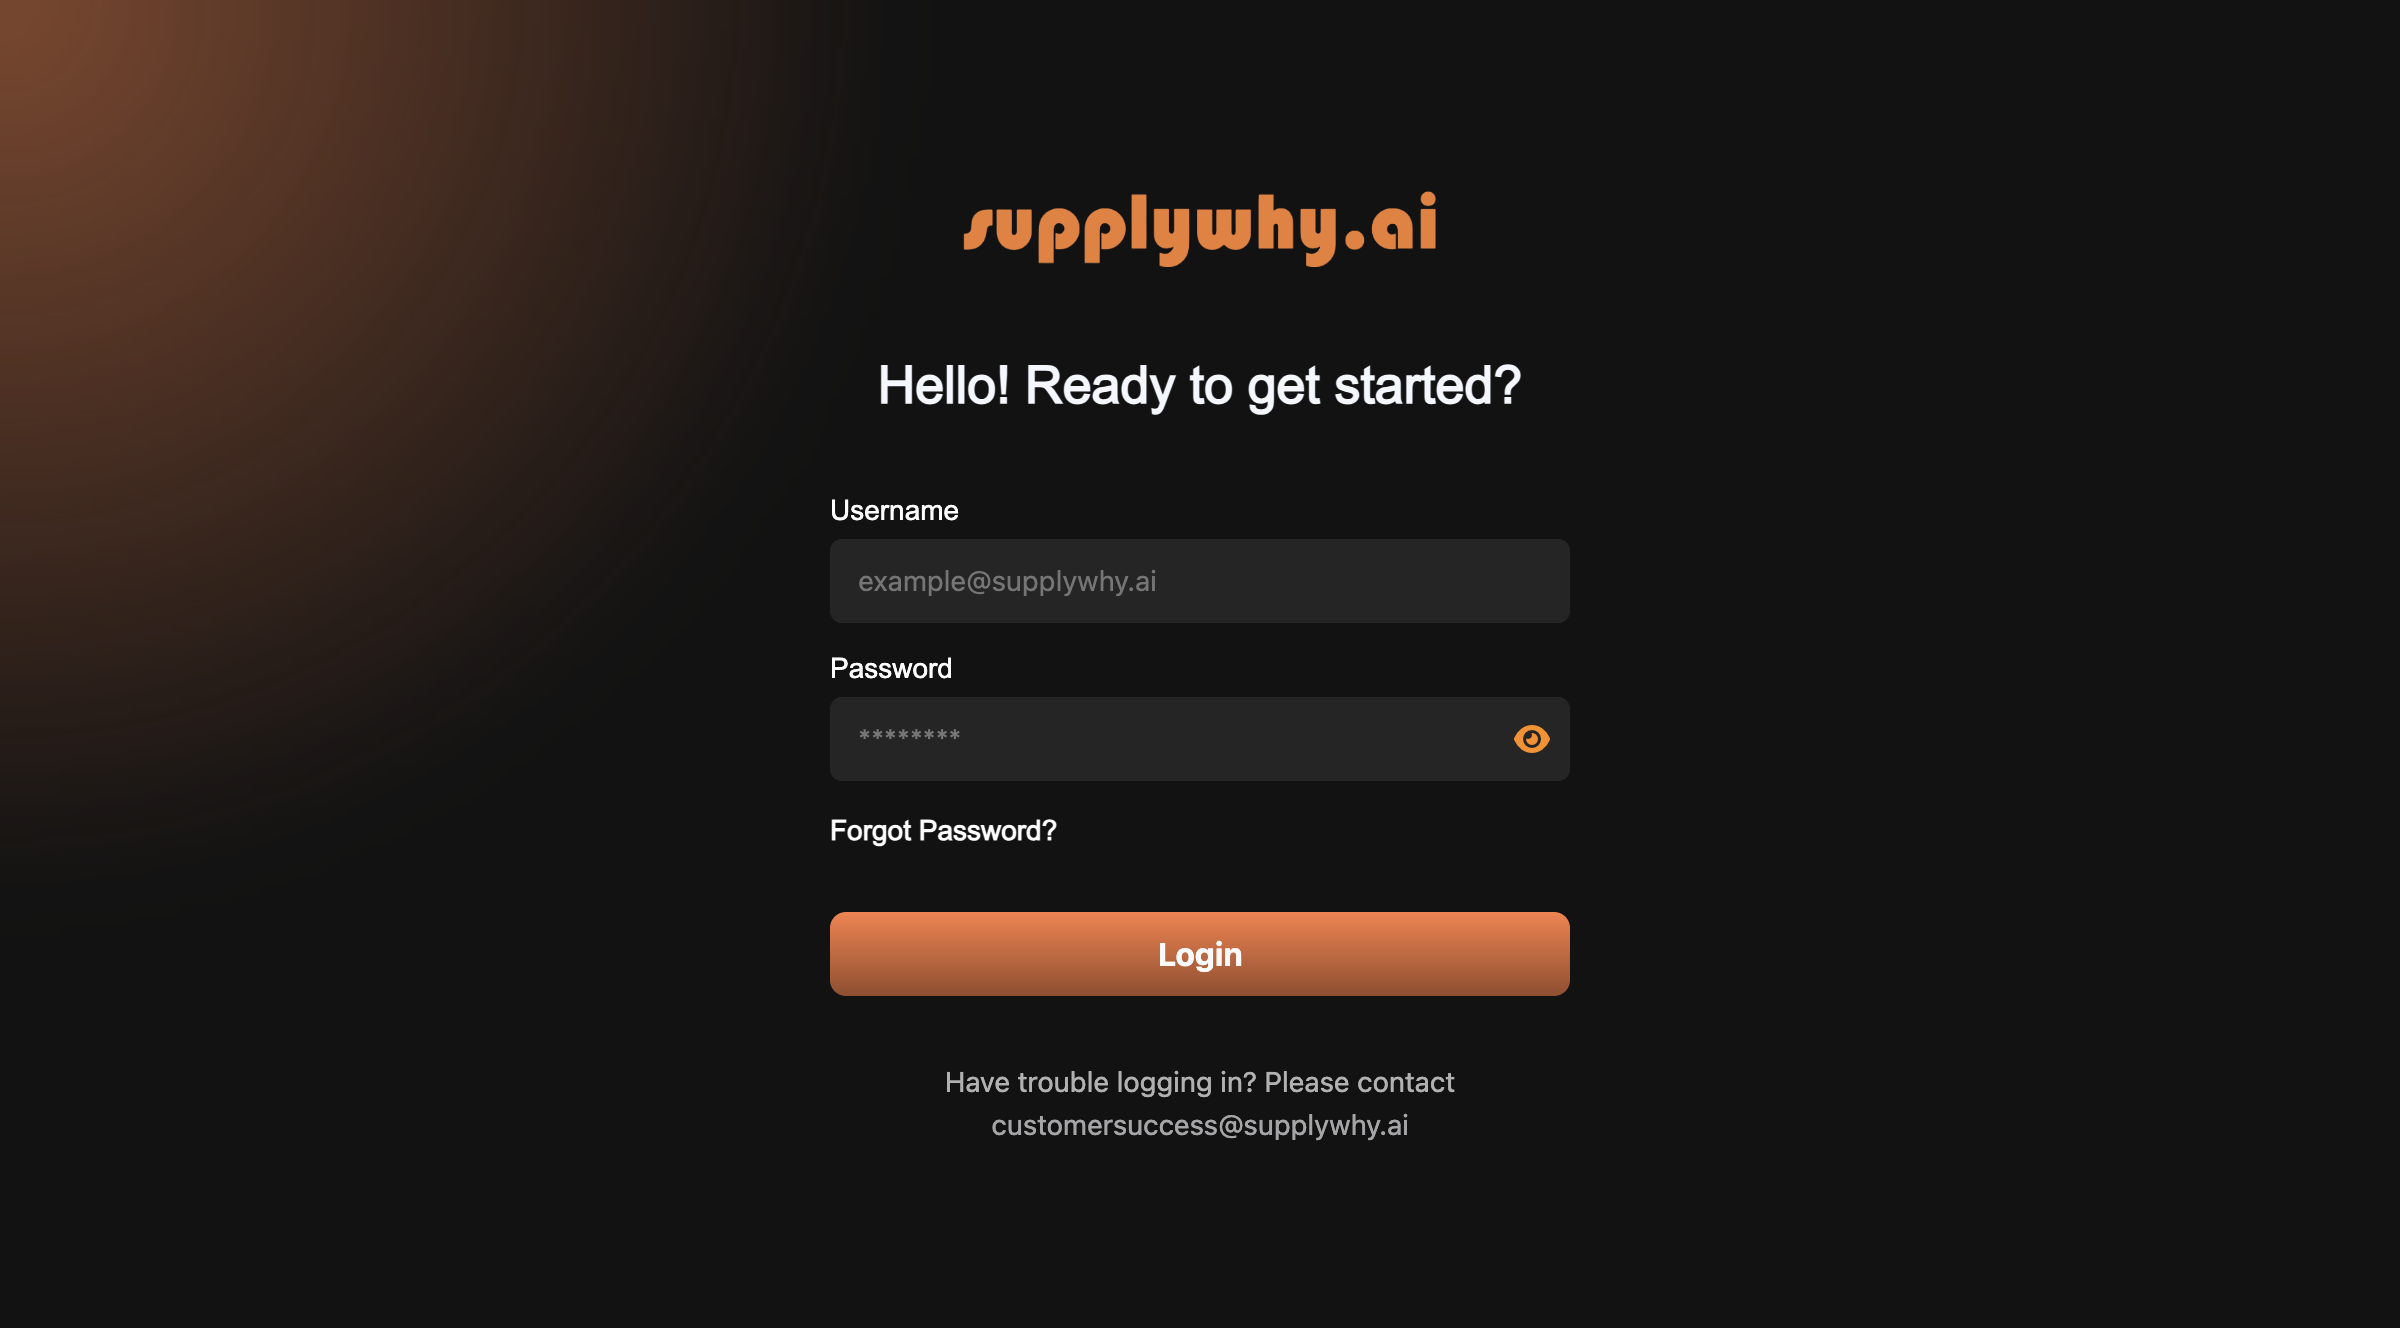 supplywhy.ai
Hello! Ready to get started?
Username
example@supplywhy.ai
Password
********
Forgot Password?
Login
Have trouble logging in? Please contact
customersuccess@supplywhy.ai